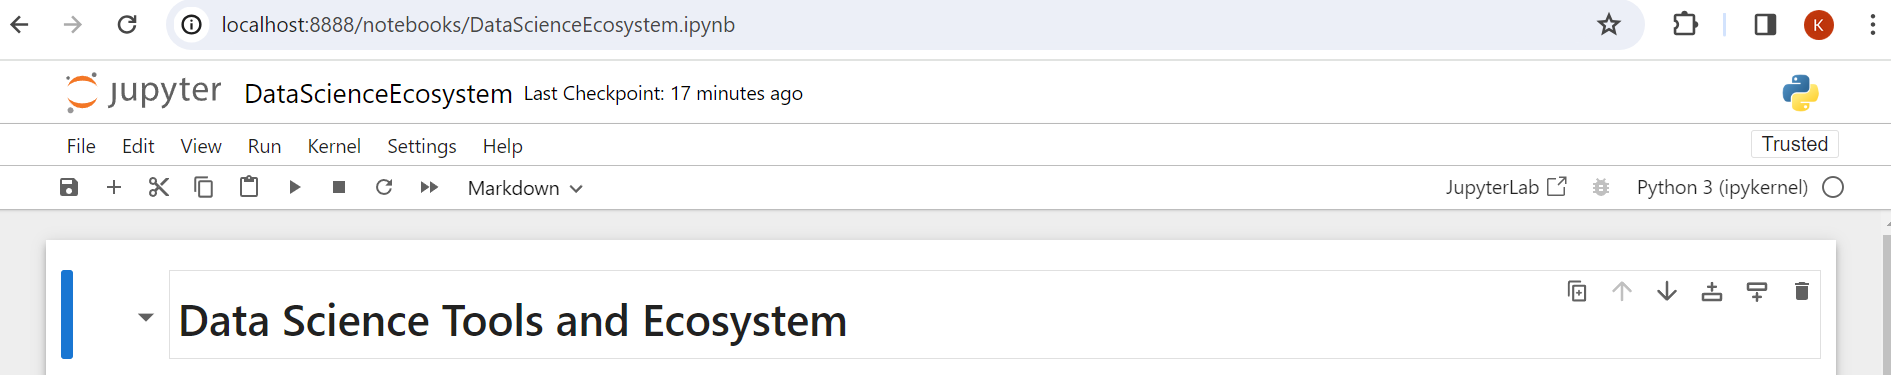 localhost:8888/notebooks/DataScienceEcosystem.ipynb
K
jupyter DataScienceEcosystem Last Checkpoint: 17 minutes ago
File Edit View Run Kernel Settings Help
Trusted
Markdown JupyterLab Python 3 (ipykernel)
Data Science Tools and Ecosystem